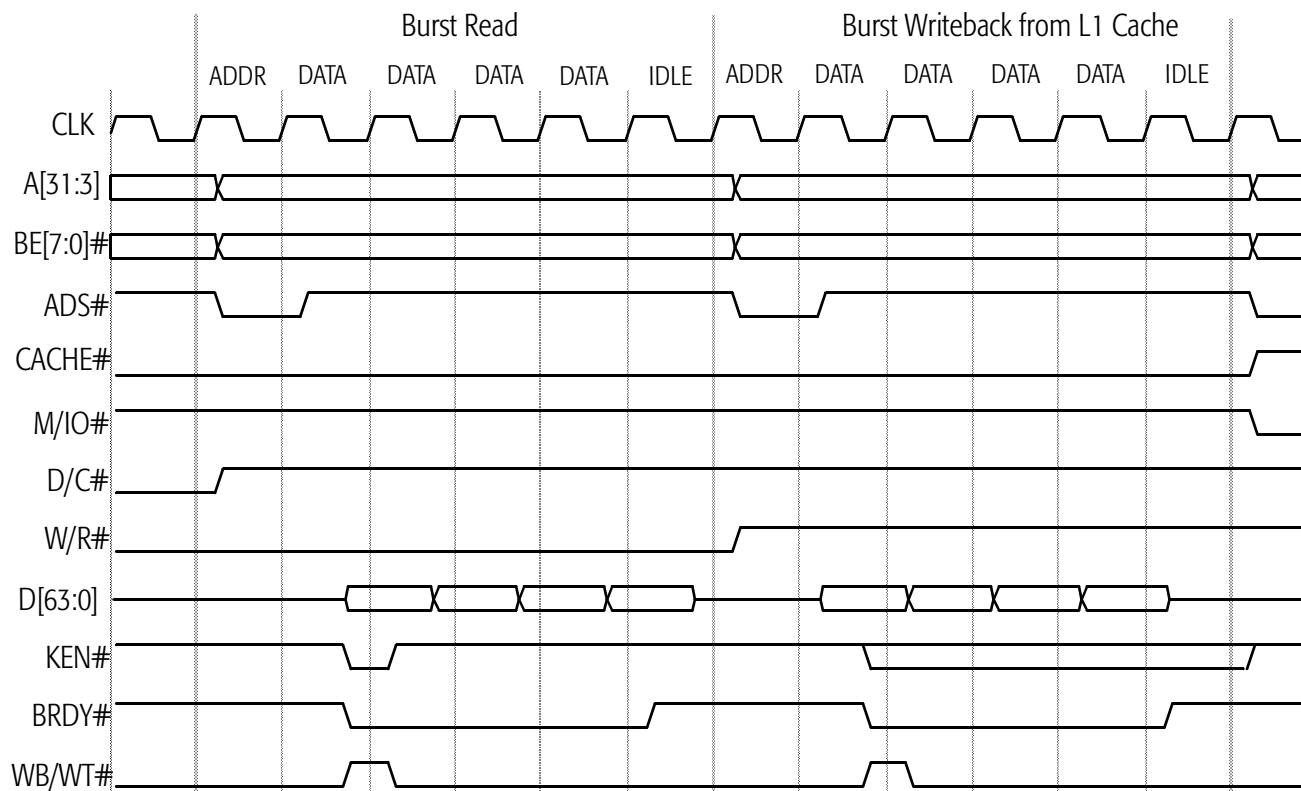 Burst Read Burst Writeback from L1 Cache
ADDR DATA DATA DATA DATA IDLE ADDR DATA DATA DATA DATA IDLE
CLK
A[31:3]
BE[7:0]#
ADS#
CACHE#
M/IO#
D/C#
W/R#
D[63:0]
KEN#
BRDY#
WB/WT#